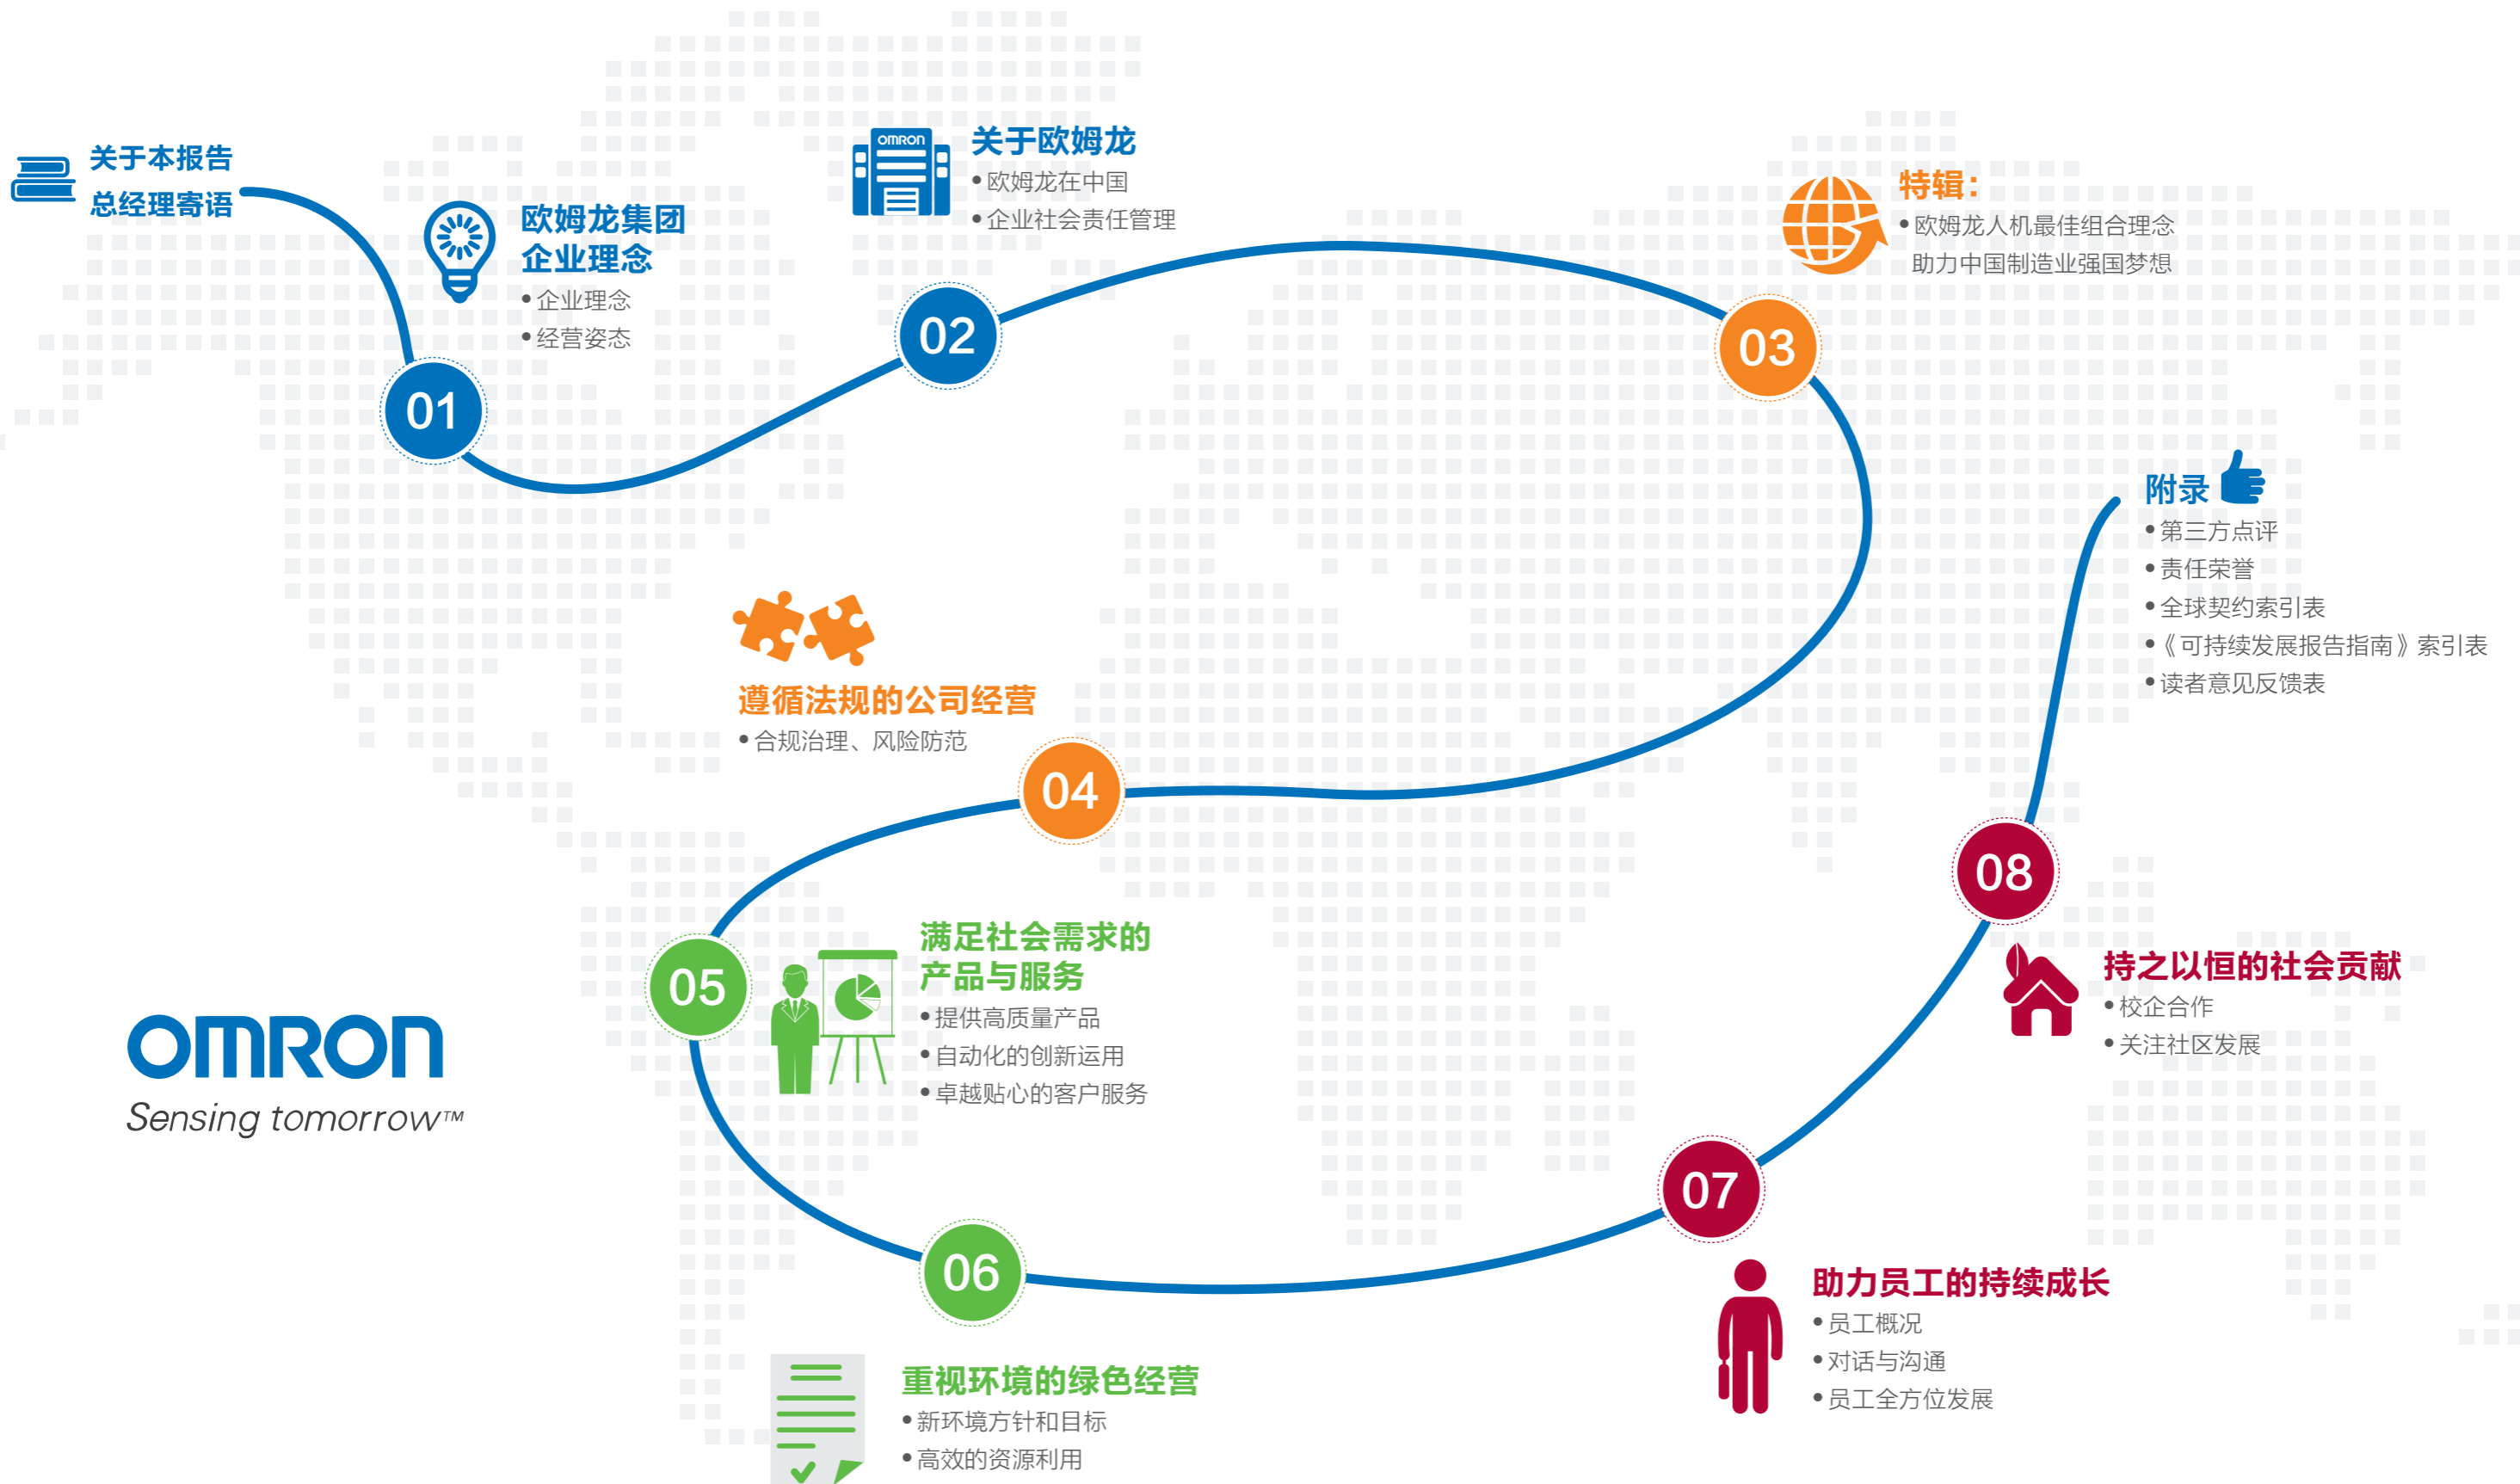 关于本报告
总经理寄语
01
欧姆龙集团
企业理念
•企业理念
•经营姿态
OMRON
02
关于欧姆龙
•欧姆龙在中国
•企业社会责任管理
03
特辑：
•欧姆龙人机最佳组合理念
助力中国制造业强国梦想
04
遵循法规的公司经营
•合规治理、风险防范
05
满足社会需求的
产品与服务
•提供高质量产品
•自动化的创新运用
•卓越贴心的客户服务
06
重视环境的绿色经营
•新环境方针和目标
•高效的资源利用
07
助力员工的持续成长
•员工概况
•对话与沟通
•员工全方位发展
08
持之以恒的社会贡献
•校企合作
•关注社区发展
附录
•第三方点评
•责任荣誉
•全球契约索引表
•《可持续发展报告指南》索引表
•读者意见反馈表
OMRON
Sensing tomorrow™